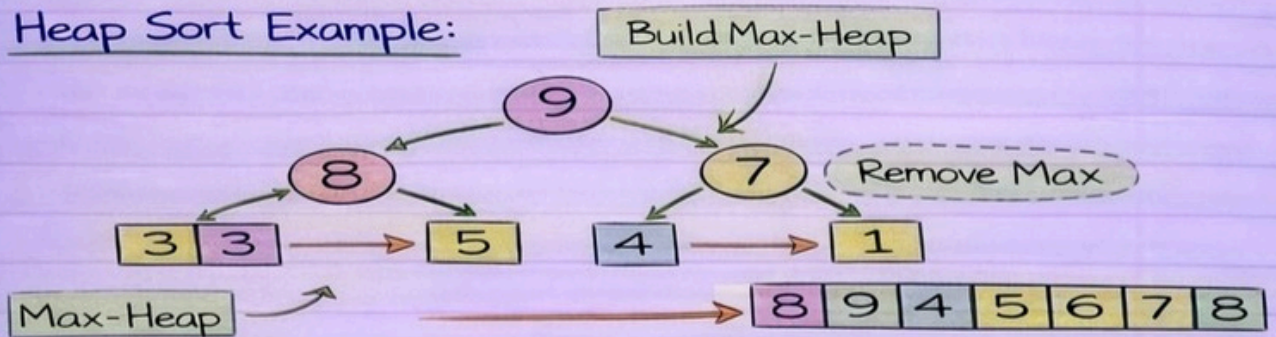 Heap Sort Example:
Build Max-Heap
9
8
7
Remove Max
3 3
5
4
1
Max-Heap
8 9 4 5 6 7 8